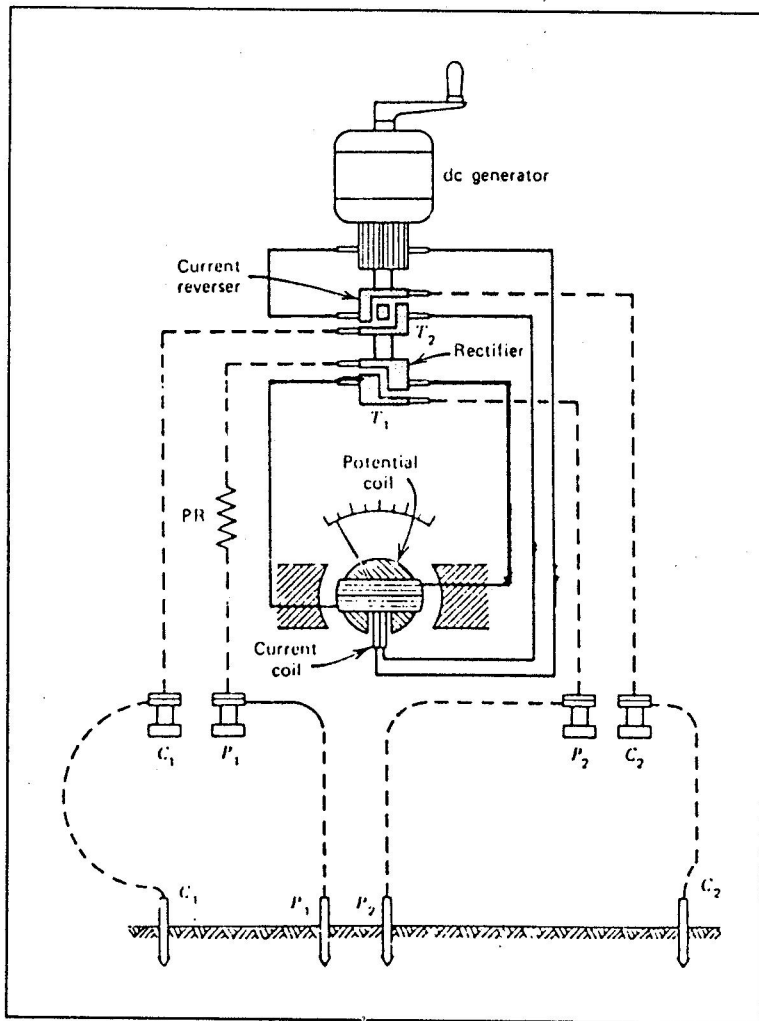 dc generator
Current
reverser
T2
Rectifier
T1
Potential
coil
PR
Current
coil
C1
P1
P2
C2
C1
P1
P2
C2